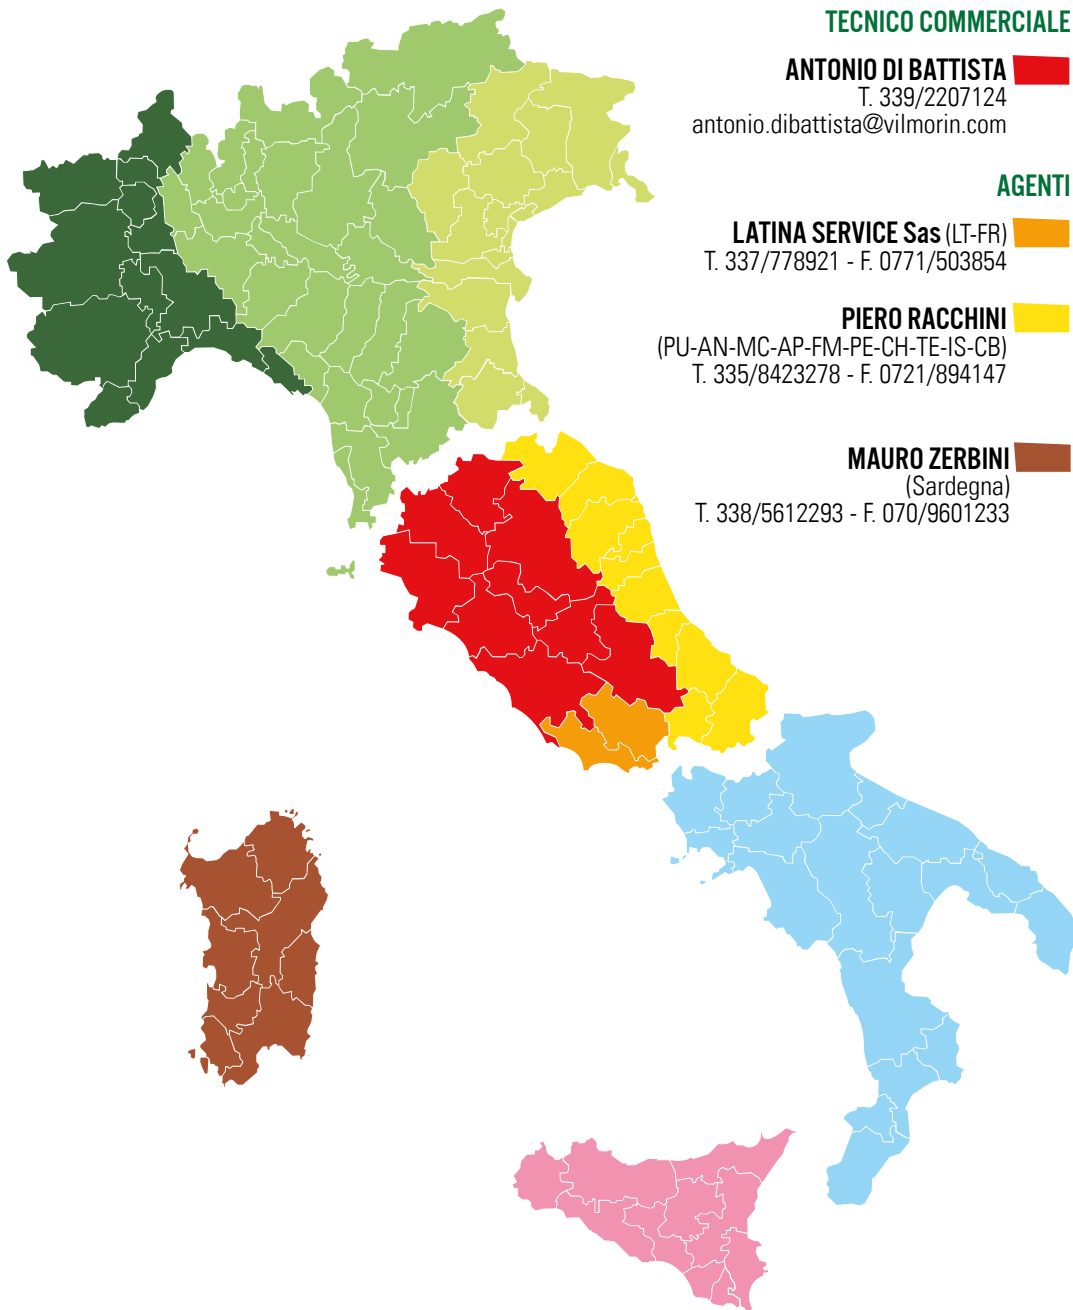 TECNICO COMMERCIALE
ANTONIO DI BATTISTA
T. 339/2207124
antonio.dibattista@vilmorin.com
AGENTI
LATINA SERVICE Sas (LT-FR)
T. 337/778921 - F. 0771/503854
PIERO RACCHINI
(PU-AN-MC-AP-FM-PE-CH-TE-IS-CB)
T. 335/8423278 - F. 0721/894147
MAURO ZERBINI
(Sardegna)
T. 338/5612293 - F. 070/9601233